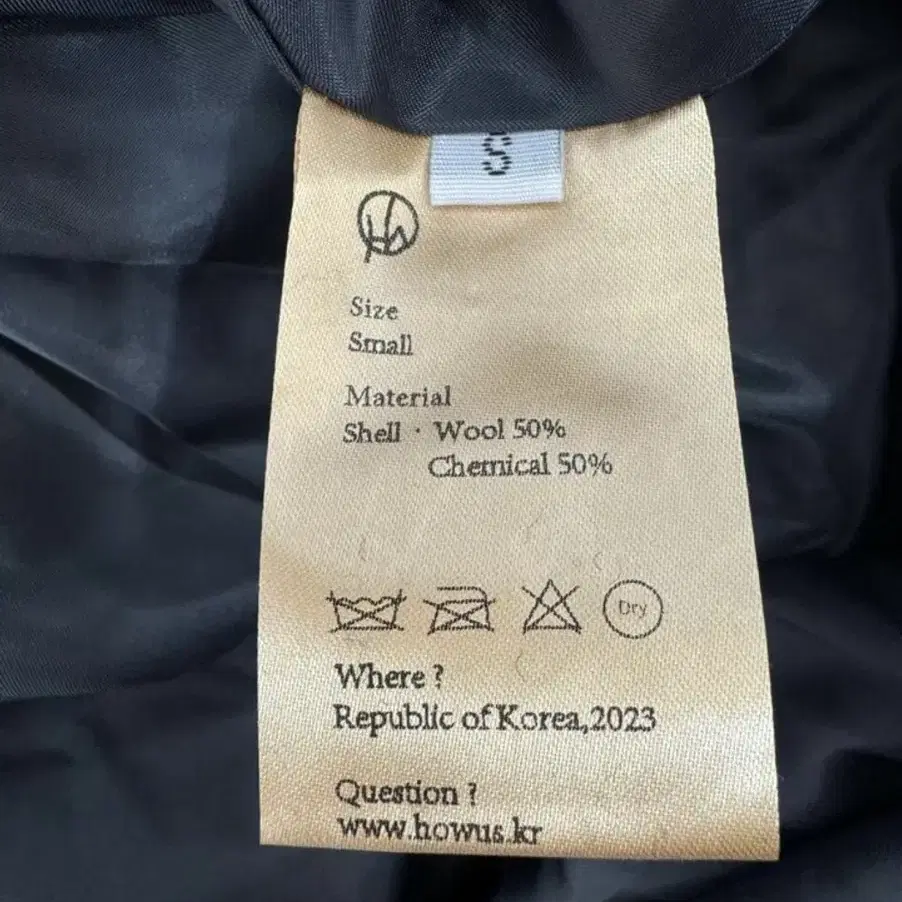 S
Size
Small
Material
Shell · Wool 50%
Chemical 50%
Dry
Where ?
Republic of Korea,2023
Question ?
www.howus.kr